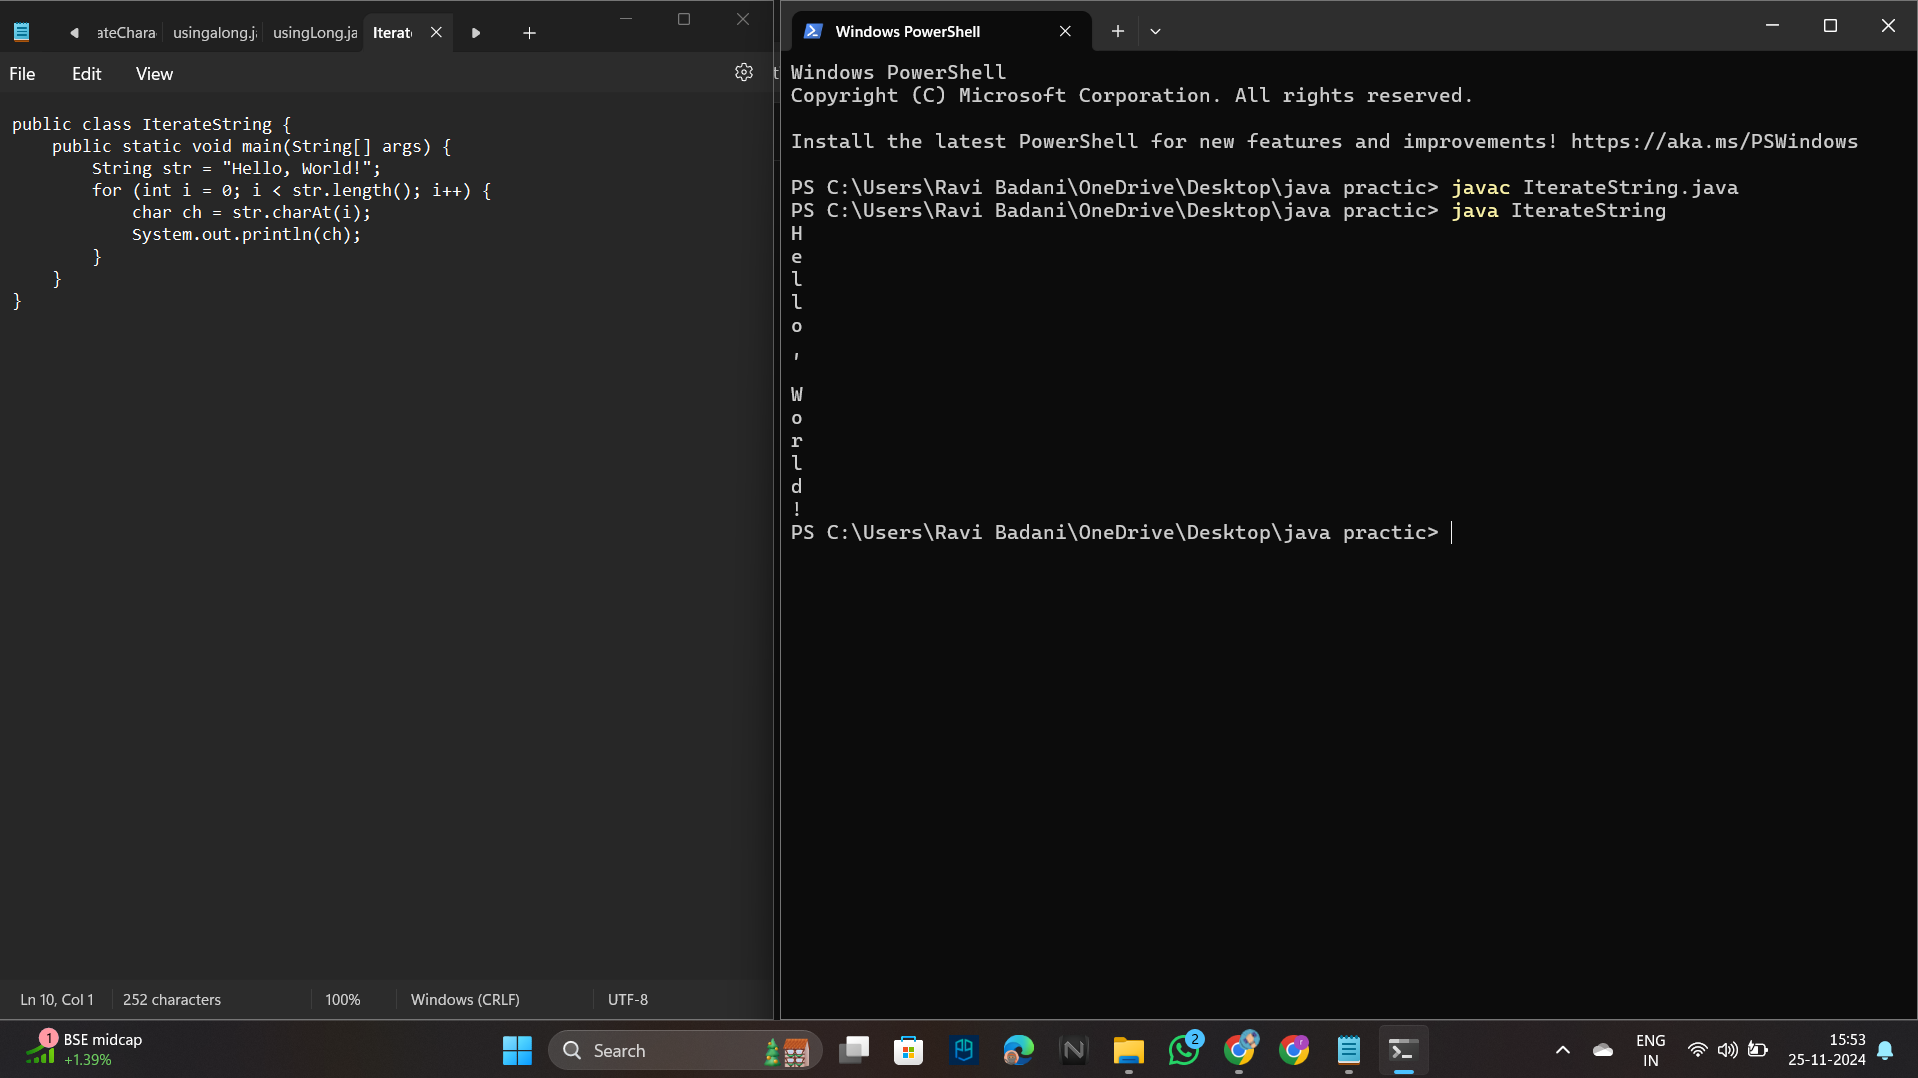 ateChara usingalong.j usingLong.ja Iterat
File Edit View
public class IterateString {
    public static void main(String[] args) {
        String str = "Hello, World!";
        for (int i = 0; i < str.length(); i++) {
            char ch = str.charAt(i);
            System.out.println(ch);
        }
    }
}
Ln 10, Col 1 252 characters 100% Windows (CRLF) UTF-8
Windows PowerShell
Windows PowerShell
Copyright (C) Microsoft Corporation. All rights reserved.
Install the latest PowerShell for new features and improvements! https://aka.ms/PSWindows
PS C:\Users\Ravi Badani\OneDrive\Desktop\java practic> javac IterateString.java
PS C:\Users\Ravi Badani\OneDrive\Desktop\java practic> java IterateString
H
e
l
l
o
,
W
o
r
l
d
!
PS C:\Users\Ravi Badani\OneDrive\Desktop\java practic>
1 BSE midcap
+1.39%
Search
2
ENG
IN
15:53
25-11-2024